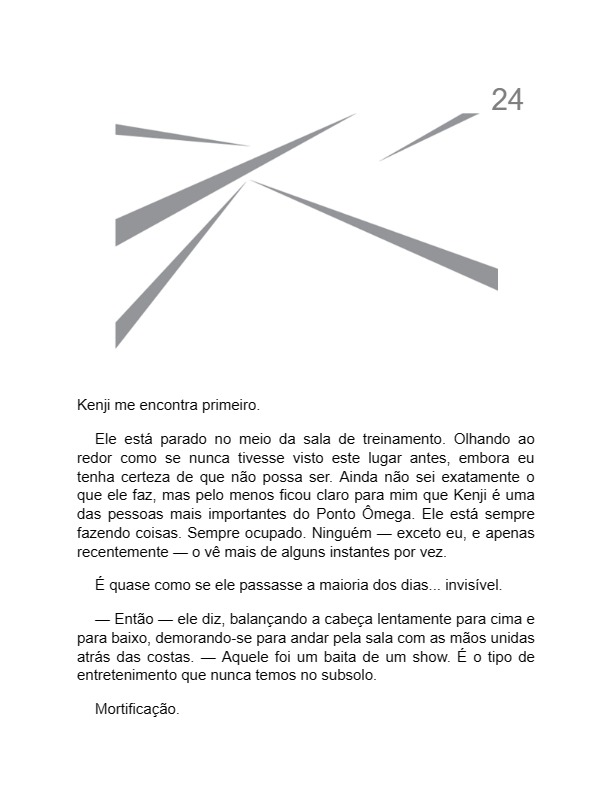 24
Kenji me encontra primeiro.
Ele está parado no meio da sala de treinamento. Olhando ao
redor como se nunca tivesse visto este lugar antes, embora eu
tenha certeza de que não possa ser. Ainda não sei exatamente o
que ele faz, mas pelo menos ficou claro para mim que Kenji é uma
das pessoas mais importantes do Ponto Ômega. Ele está sempre
fazendo coisas. Sempre ocupado. Ninguém — exceto eu, e apenas
recentemente — o vê mais de alguns instantes por vez.
É quase como se ele passasse a maioria dos dias... invisível.
— Então — ele diz, balançando a cabeça lentamente para cima e
para baixo, demorando-se para andar pela sala com as mãos unidas
atrás das costas. — Aquele foi um baita de um show. É o tipo de
entretenimento que nunca temos no subsolo.
Mortificação.